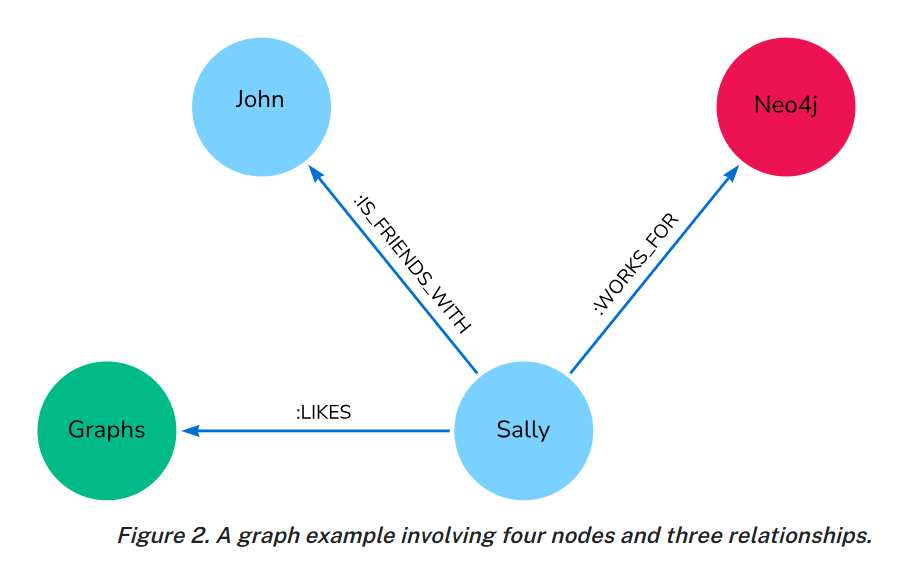 John
Neo4j
:IS_FRIENDS_WITH
:WORKS_FOR
:LIKES
Graphs
Sally
Figure 2. A graph example involving four nodes and three relationships.